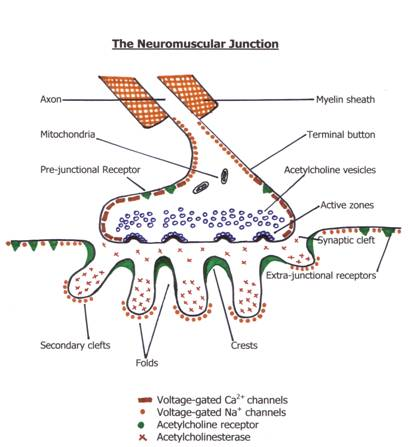 The Neuromuscular Junction
Axon
Myelin sheath
Mitochondria
Terminal button
Pre-junctional Receptor
Acetylcholine vesicles
Active zones
Synaptic cleft
Extra-junctional receptors
Secondary clefts
Folds
Crests
Voltage-gated Ca²⁺ channels
Voltage-gated Na⁺ channels
Acetylcholine receptor
Acetylcholinesterase